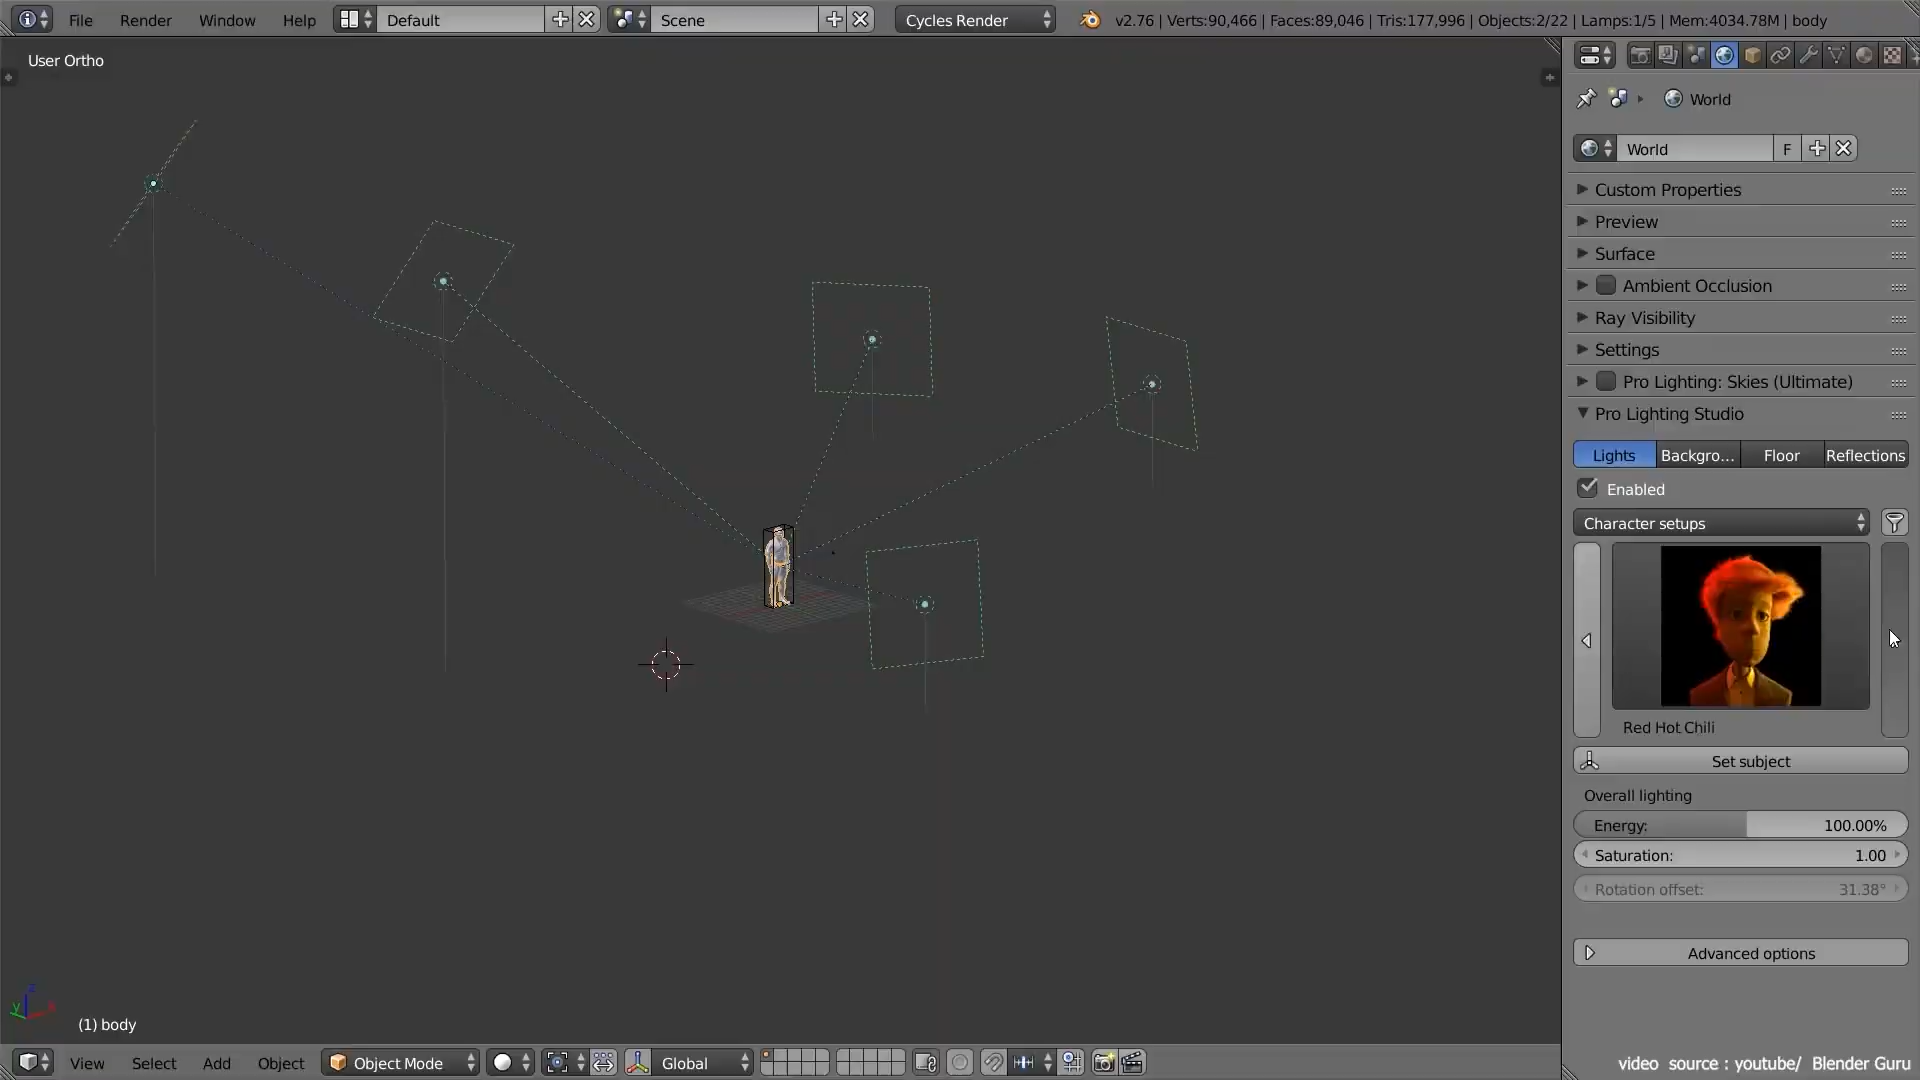 File Render Window Help Default Scene Cycles Render v2.76 | Verts:90,466 | Faces:89,046 | Tris:177,996 | Objects:2/22 | Lamps:1/5 | Mem:4034.78M | body
User Ortho
World
World F
Custom Properties
Preview
Surface
Ambient Occlusion
Ray Visibility
Settings
Pro Lighting: Skies (Ultimate)
Pro Lighting Studio
Lights Backgro... Floor Reflections
Enabled
Character setups
Red Hot Chili
Set subject
Overall lighting
Energy: 100.00%
Saturation: 1.00
Rotation offset: 31.38°
Advanced options
z
y x
(1) body
View Select Add Object Object Mode Global
video source : youtube/ Blender Guru